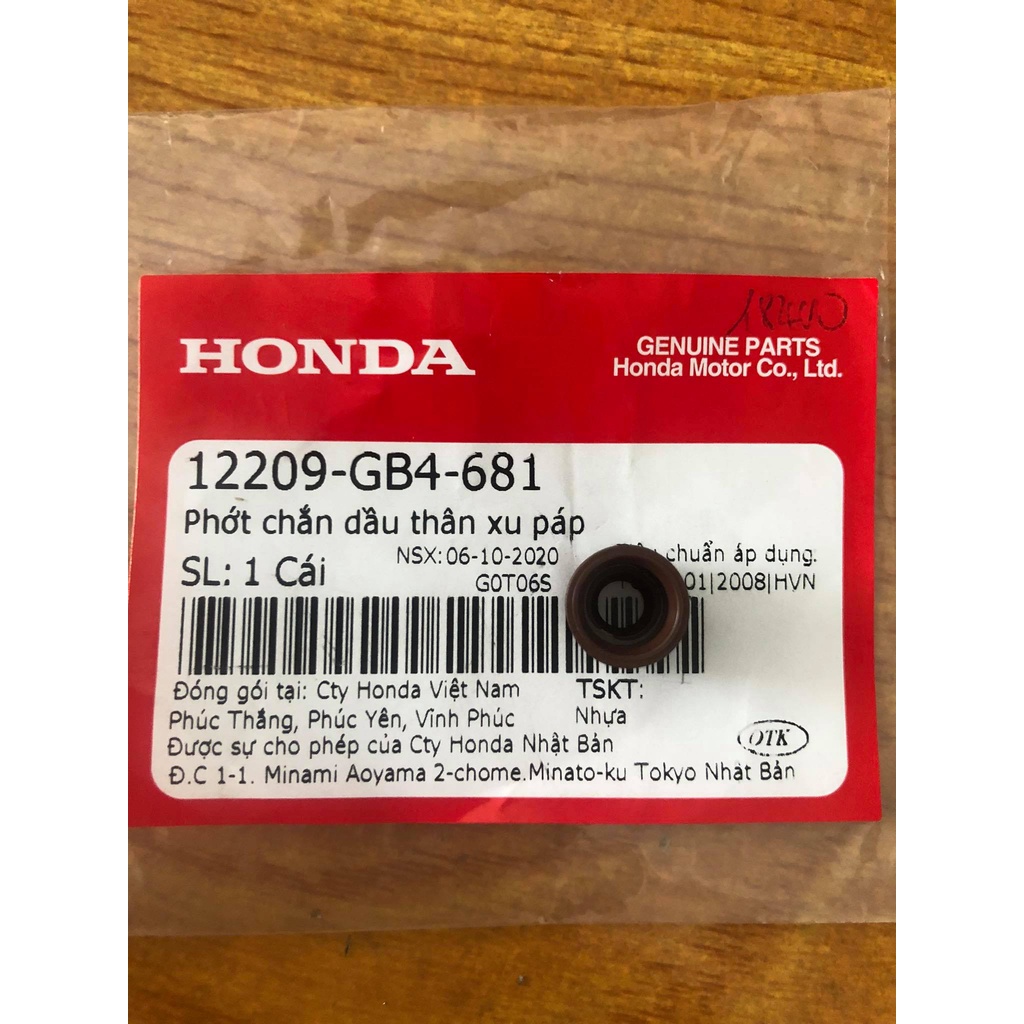 HONDA
GENUINE PARTS
Honda Motor Co., Ltd.
12209-GB4-681
Phớt chắn dầu thân xu páp
SL: 1 Cái
NSX: 06-10-2020
G0T06S
chuẩn áp dụng.
01|2008|HVN
Đóng gói tại: Cty Honda Việt Nam
Phúc Thắng, Phúc Yên, Vĩnh Phúc
Được sự cho phép của Cty Honda Nhật Bản
Đ.C 1-1. Minami Aoyama 2-chome.Minato-ku Tokyo Nhât Bản
TSKT:
Nhựa
OTK